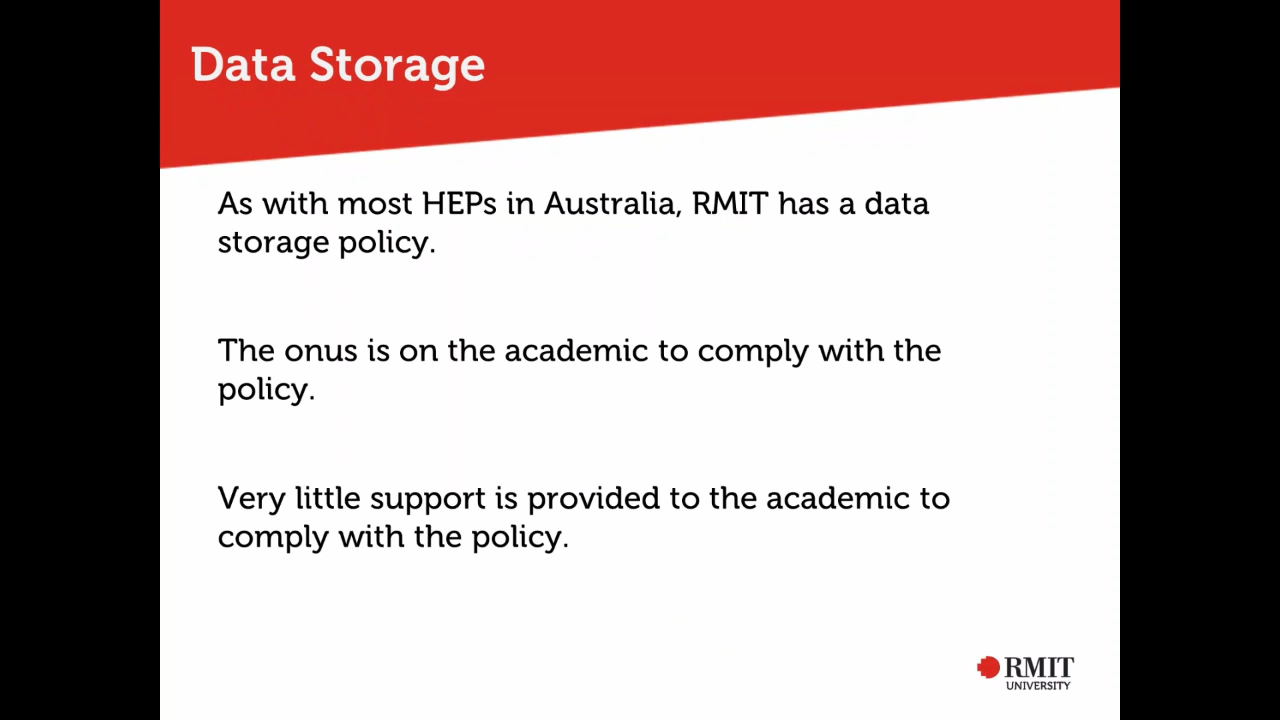 Data Storage
As with most HEPs in Australia, RMIT has a data
storage policy.
The onus is on the academic to comply with the
policy.
Very little support is provided to the academic to
comply with the policy.
RMIT
UNIVERSITY